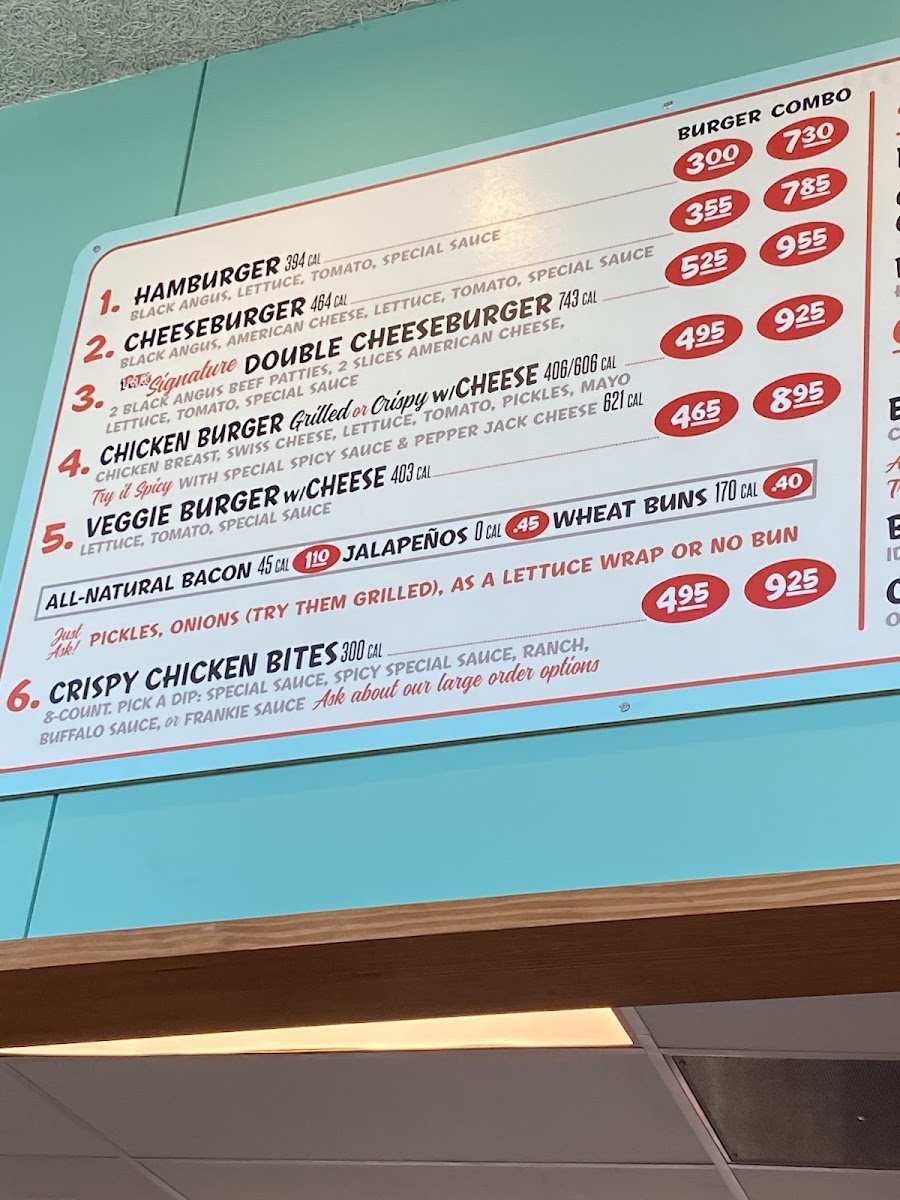 BURGER COMBO
1. HAMBURGER 394 CAL 3.00 7.30
BLACK ANGUS, LETTUCE, TOMATO, SPECIAL SAUCE
2. CHEESEBURGER 464 CAL 3.55 7.85
BLACK ANGUS, AMERICAN CHEESE, LETTUCE, TOMATO, SPECIAL SAUCE
3. Signature DOUBLE CHEESEBURGER 743 CAL 5.25 9.55
2 BLACK ANGUS BEEF PATTIES, 2 SLICES AMERICAN CHEESE,
LETTUCE, TOMATO, SPECIAL SAUCE
4. CHICKEN BURGER Grilled or Crispy w/CHEESE 406/606 CAL 4.95 9.25
CHICKEN BREAST, SWISS CHEESE, LETTUCE, TOMATO, PICKLES, MAYO
Try it Spicy WITH SPECIAL SPICY SAUCE & PEPPER JACK CHEESE 621 CAL
5. VEGGIE BURGER w/CHEESE 403 CAL 4.65 8.95
LETTUCE, TOMATO, SPECIAL SAUCE
ALL-NATURAL BACON 45 CAL 1.10 JALAPEÑOS 0 CAL .45 WHEAT BUNS 170 CAL .40
Just Ask! PICKLES, ONIONS (TRY THEM GRILLED), AS A LETTUCE WRAP OR NO BUN
6. CRISPY CHICKEN BITES 300 CAL 4.95 9.25
8-COUNT. PICK A DIP: SPECIAL SAUCE, SPICY SPECIAL SAUCE, RANCH,
BUFFALO SAUCE, or FRANKIE SAUCE Ask about our large order options